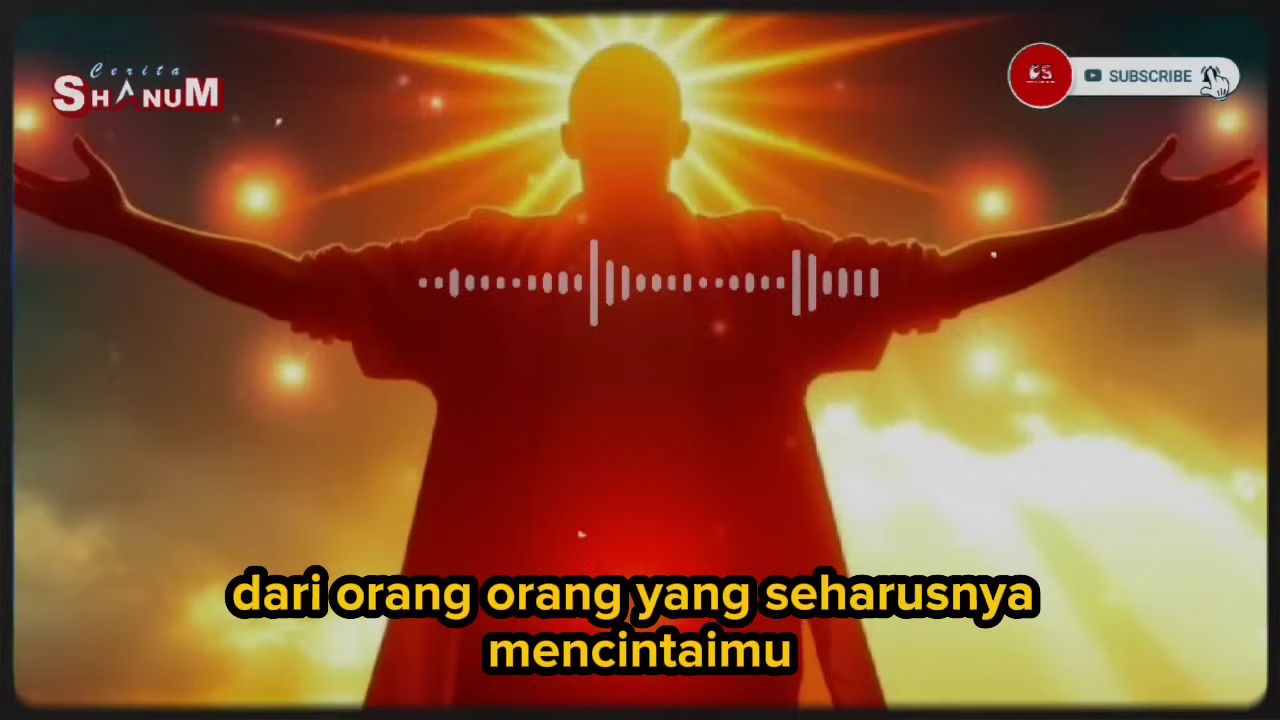 Cerita
SHANUM
CS
SUBSCRIBE
dari orang orang yang seharusnya
mencintaimu